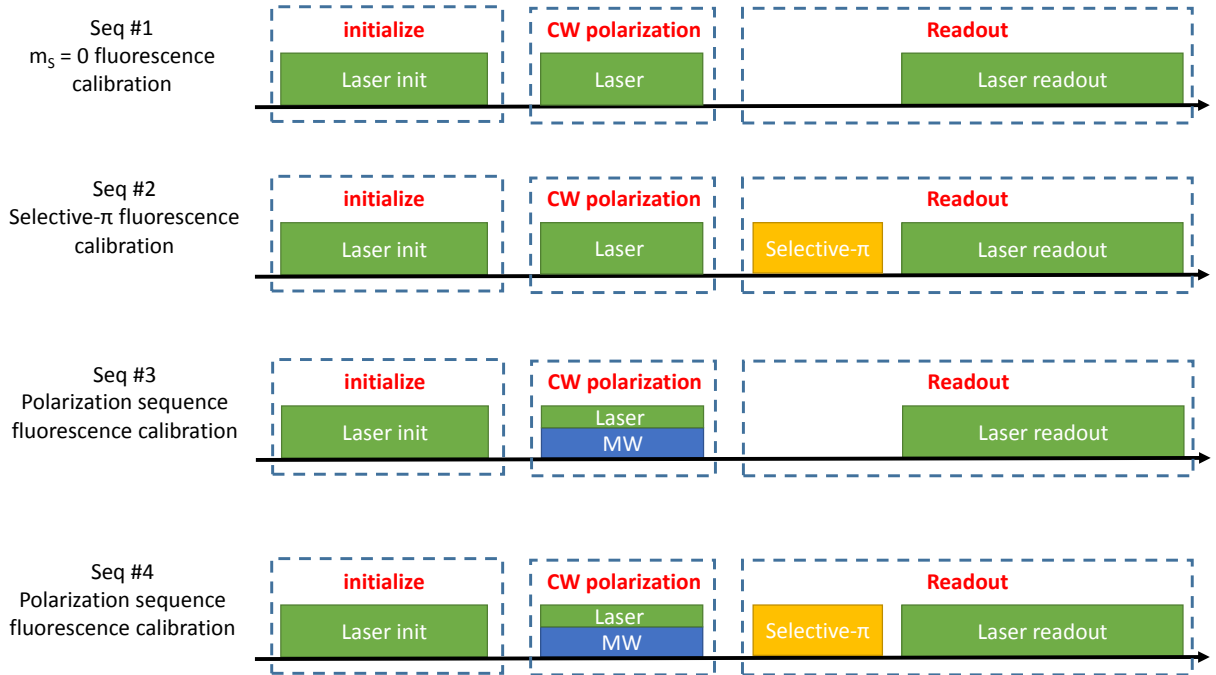 Seq #1
m_S = 0 fluorescence
calibration
initialize
CW polarization
Readout
Laser init
Laser
Laser readout
Seq #2
Selective-π fluorescence
calibration
initialize
CW polarization
Readout
Laser init
Laser
Selective-π
Laser readout
Seq #3
Polarization sequence
fluorescence calibration
initialize
CW polarization
Readout
Laser init
Laser
MW
Laser readout
Seq #4
Polarization sequence
fluorescence calibration
initialize
CW polarization
Readout
Laser init
Laser
MW
Selective-π
Laser readout